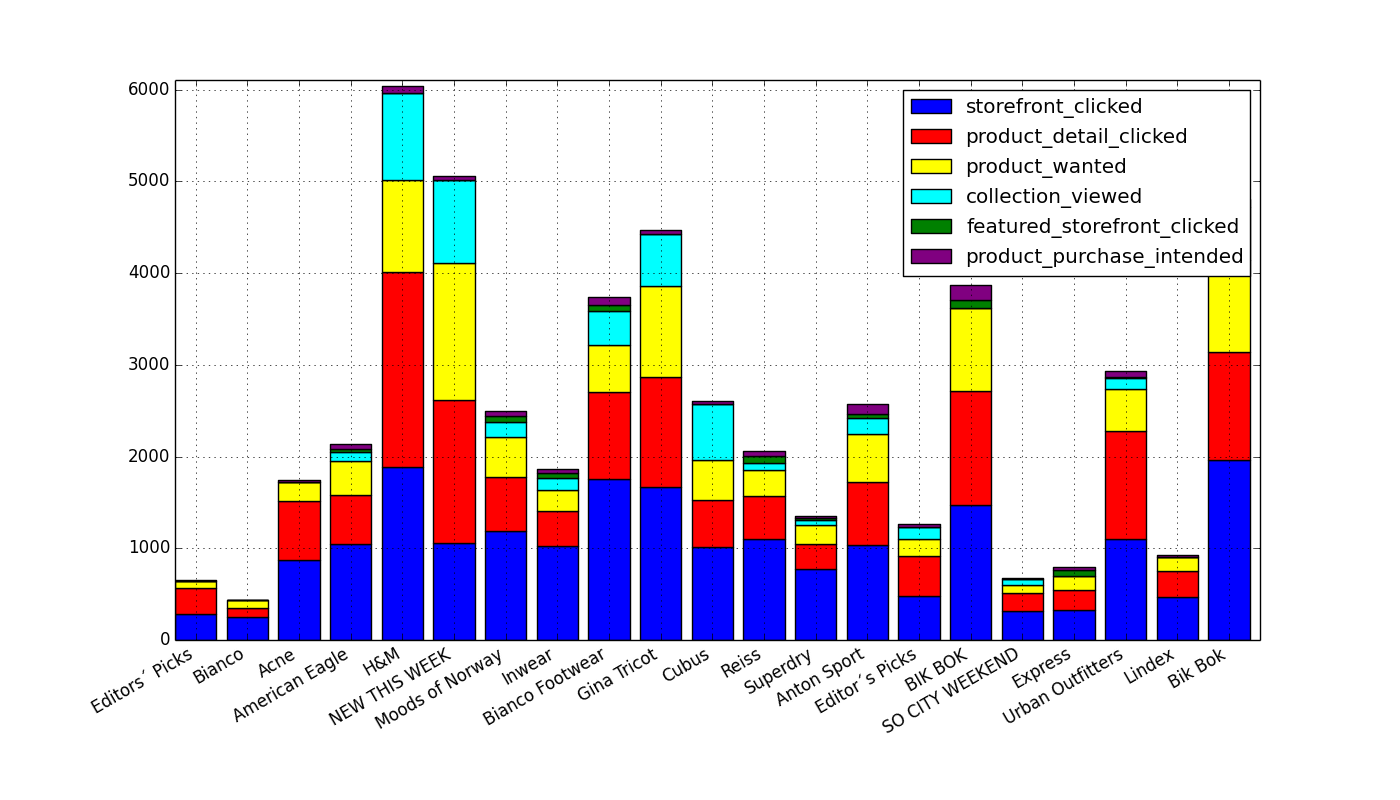 6000
5000
4000
3000
2000
1000
0
storefront_clicked
product_detail_clicked
product_wanted
collection_viewed
featured_storefront_clicked
product_purchase_intended
Editors´ Picks
Bianco
Acne
American Eagle
H&M
NEW THIS WEEK
Moods of Norway
Inwear
Bianco Footwear
Gina Tricot
Cubus
Reiss
Superdry
Anton Sport
Editor´s Picks
BIK BOK
SO CITY WEEKEND
Express
Urban Outfitters
Lindex
Bik Bok